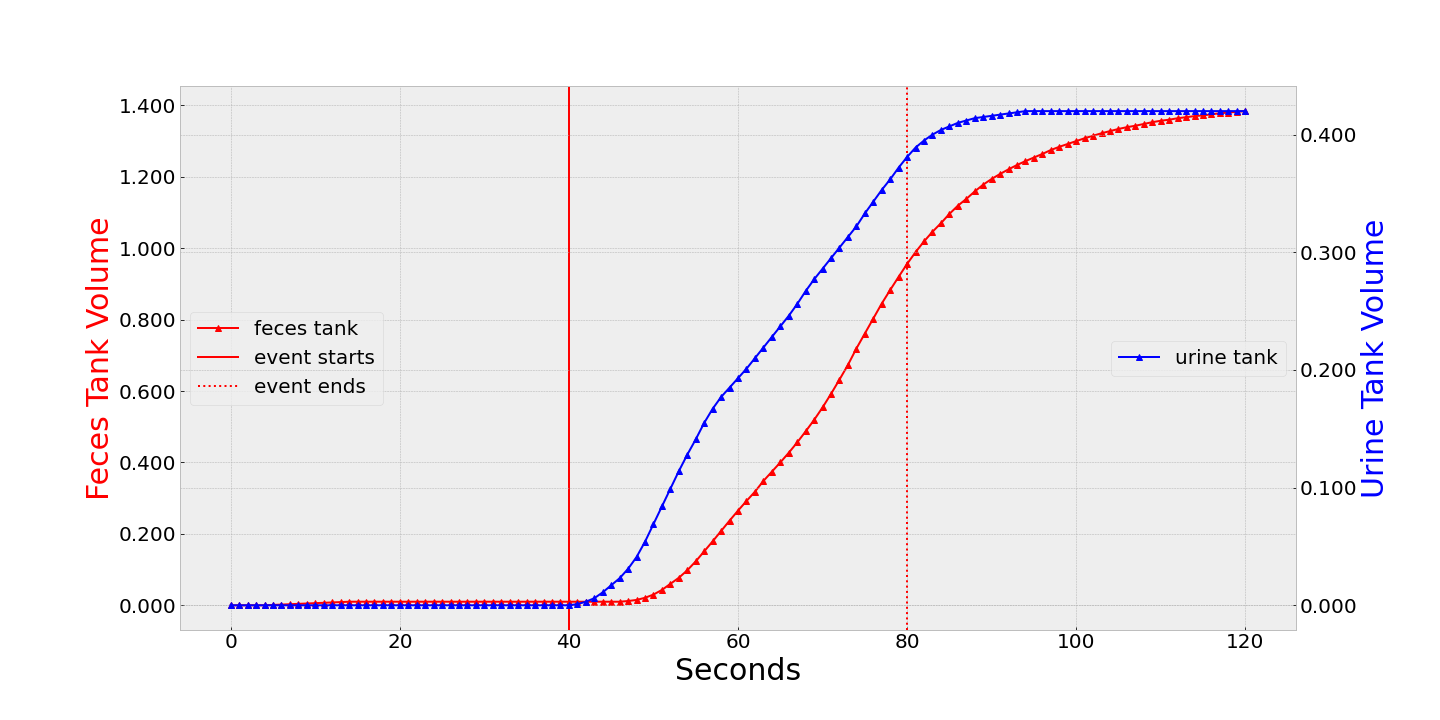 1.400
1.200
1.000
0.800
0.600
0.400
0.200
0.000
Feces Tank Volume
feces tank
event starts
event ends
urine tank
0.400
0.300
0.200
0.100
0.000
Urine Tank Volume
0 20 40 60 80 100 120
Seconds